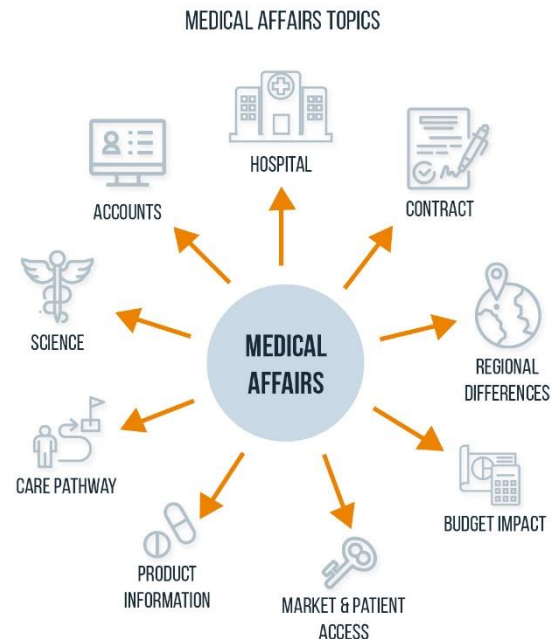 MEDICAL AFFAIRS TOPICS
HOSPITAL
ACCOUNTS
CONTRACT
SCIENCE
MEDICAL
AFFAIRS
REGIONAL
DIFFERENCES
CARE PATHWAY
BUDGET IMPACT
PRODUCT
INFORMATION
MARKET & PATIENT
ACCESS